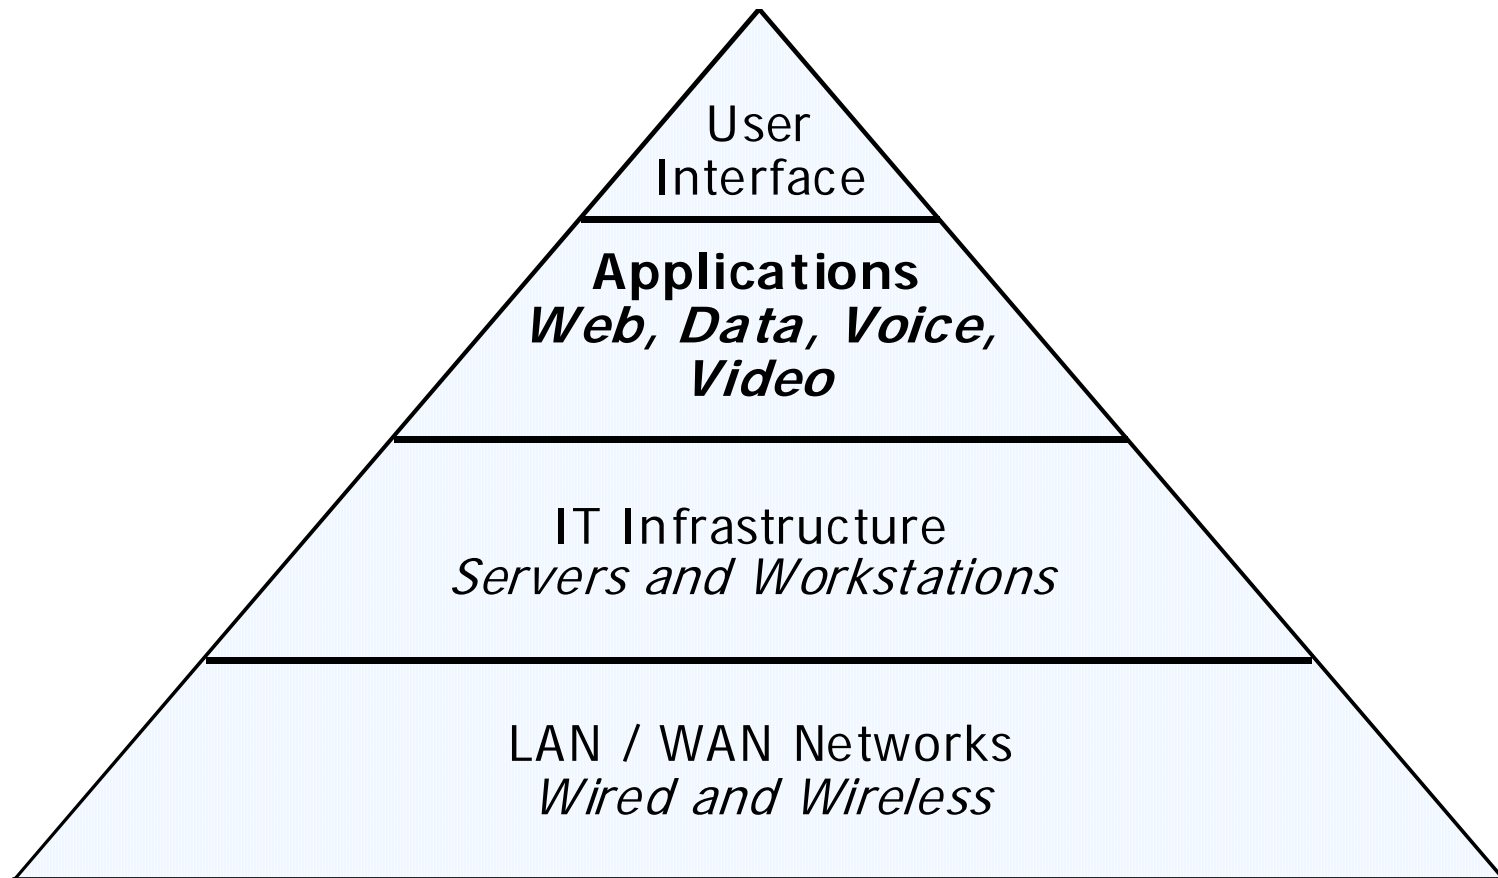 User
Interface
Applications
Web, Data, Voice,
Video
IT Infrastructure
Servers and Workstations
LAN / WAN Networks
Wired and Wireless